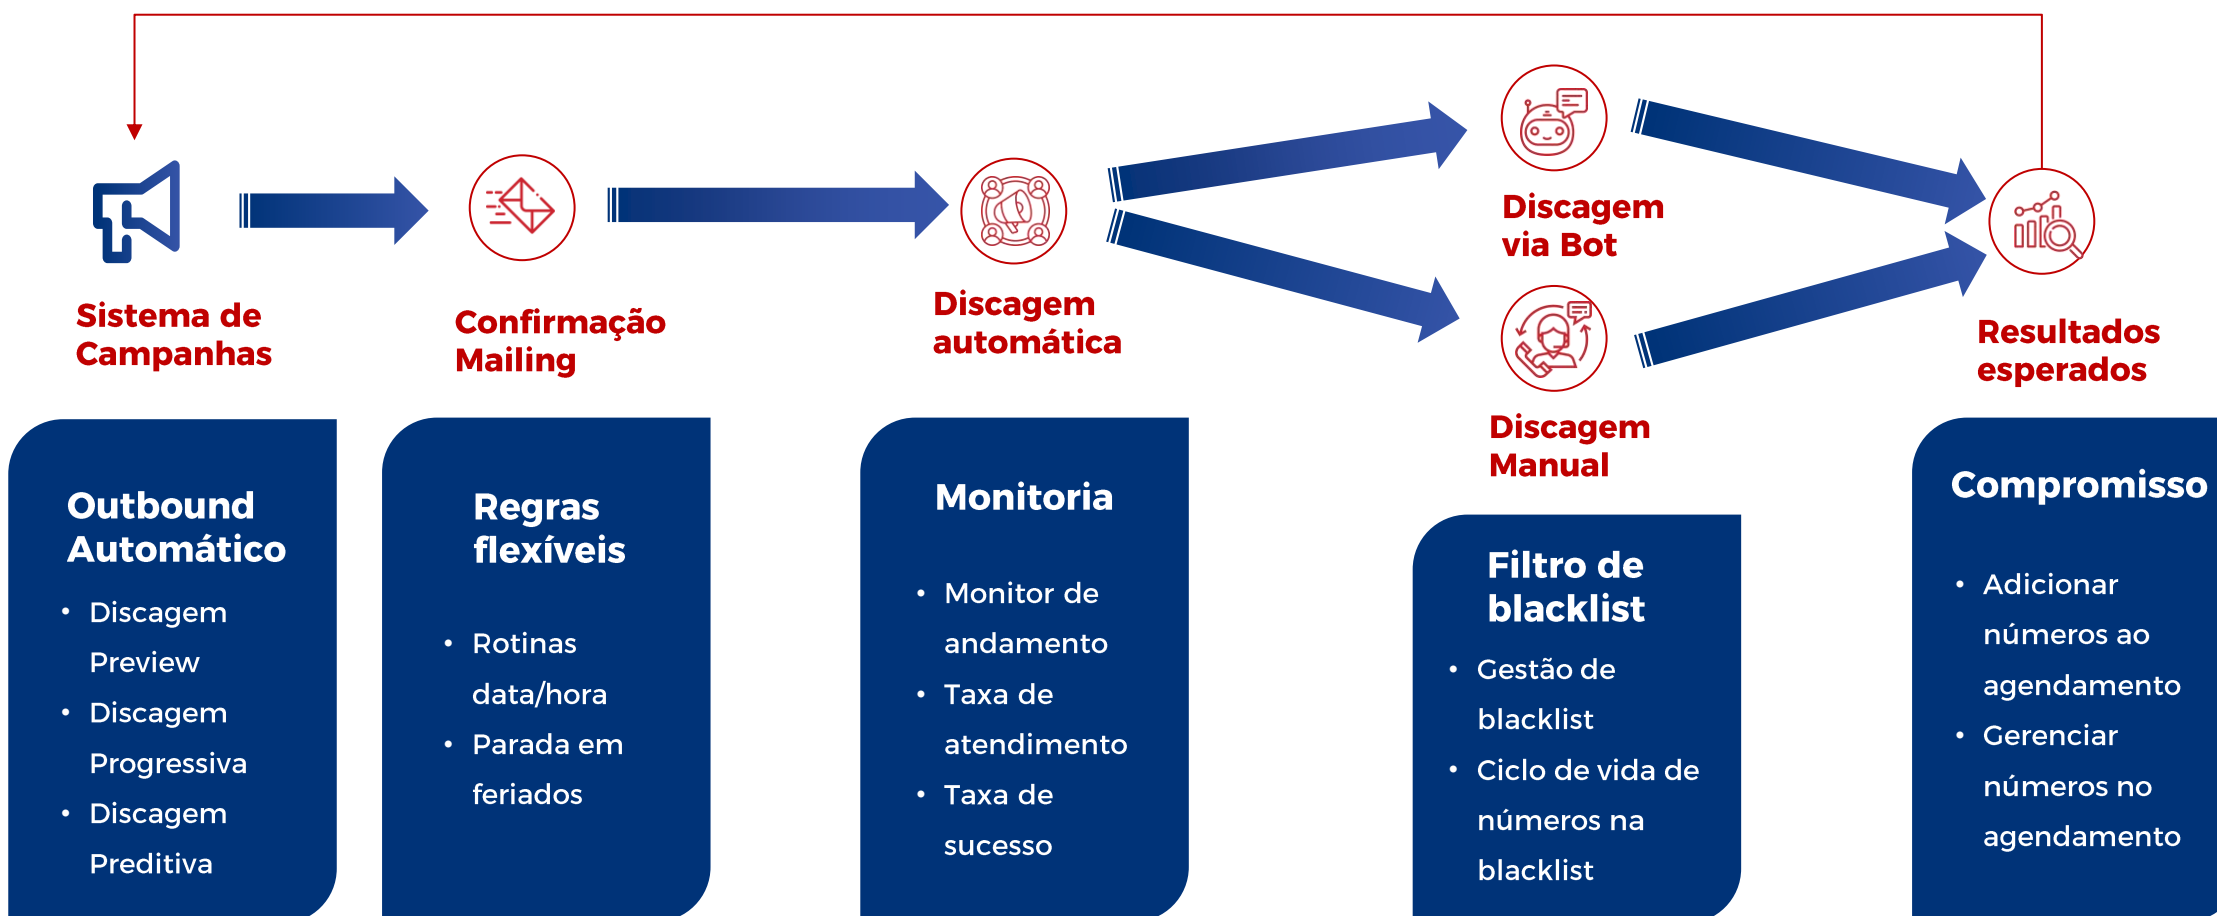 Sistema de
Campanhas
Confirmação
Mailing
Discagem
automática
Discagem
via Bot
Discagem
Manual
Resultados
esperados
Outbound
Automático
• Discagem
Preview
• Discagem
Progressiva
• Discagem
Preditiva
Regras
flexíveis
• Rotinas
data/hora
• Parada em
feriados
Monitoria
• Monitor de
andamento
• Taxa de
atendimento
• Taxa de
sucesso
Filtro de
blacklist
• Gestão de
blacklist
• Ciclo de vida de
números na
blacklist
Compromisso
• Adicionar
números ao
agendamento
• Gerenciar
números no
agendamento